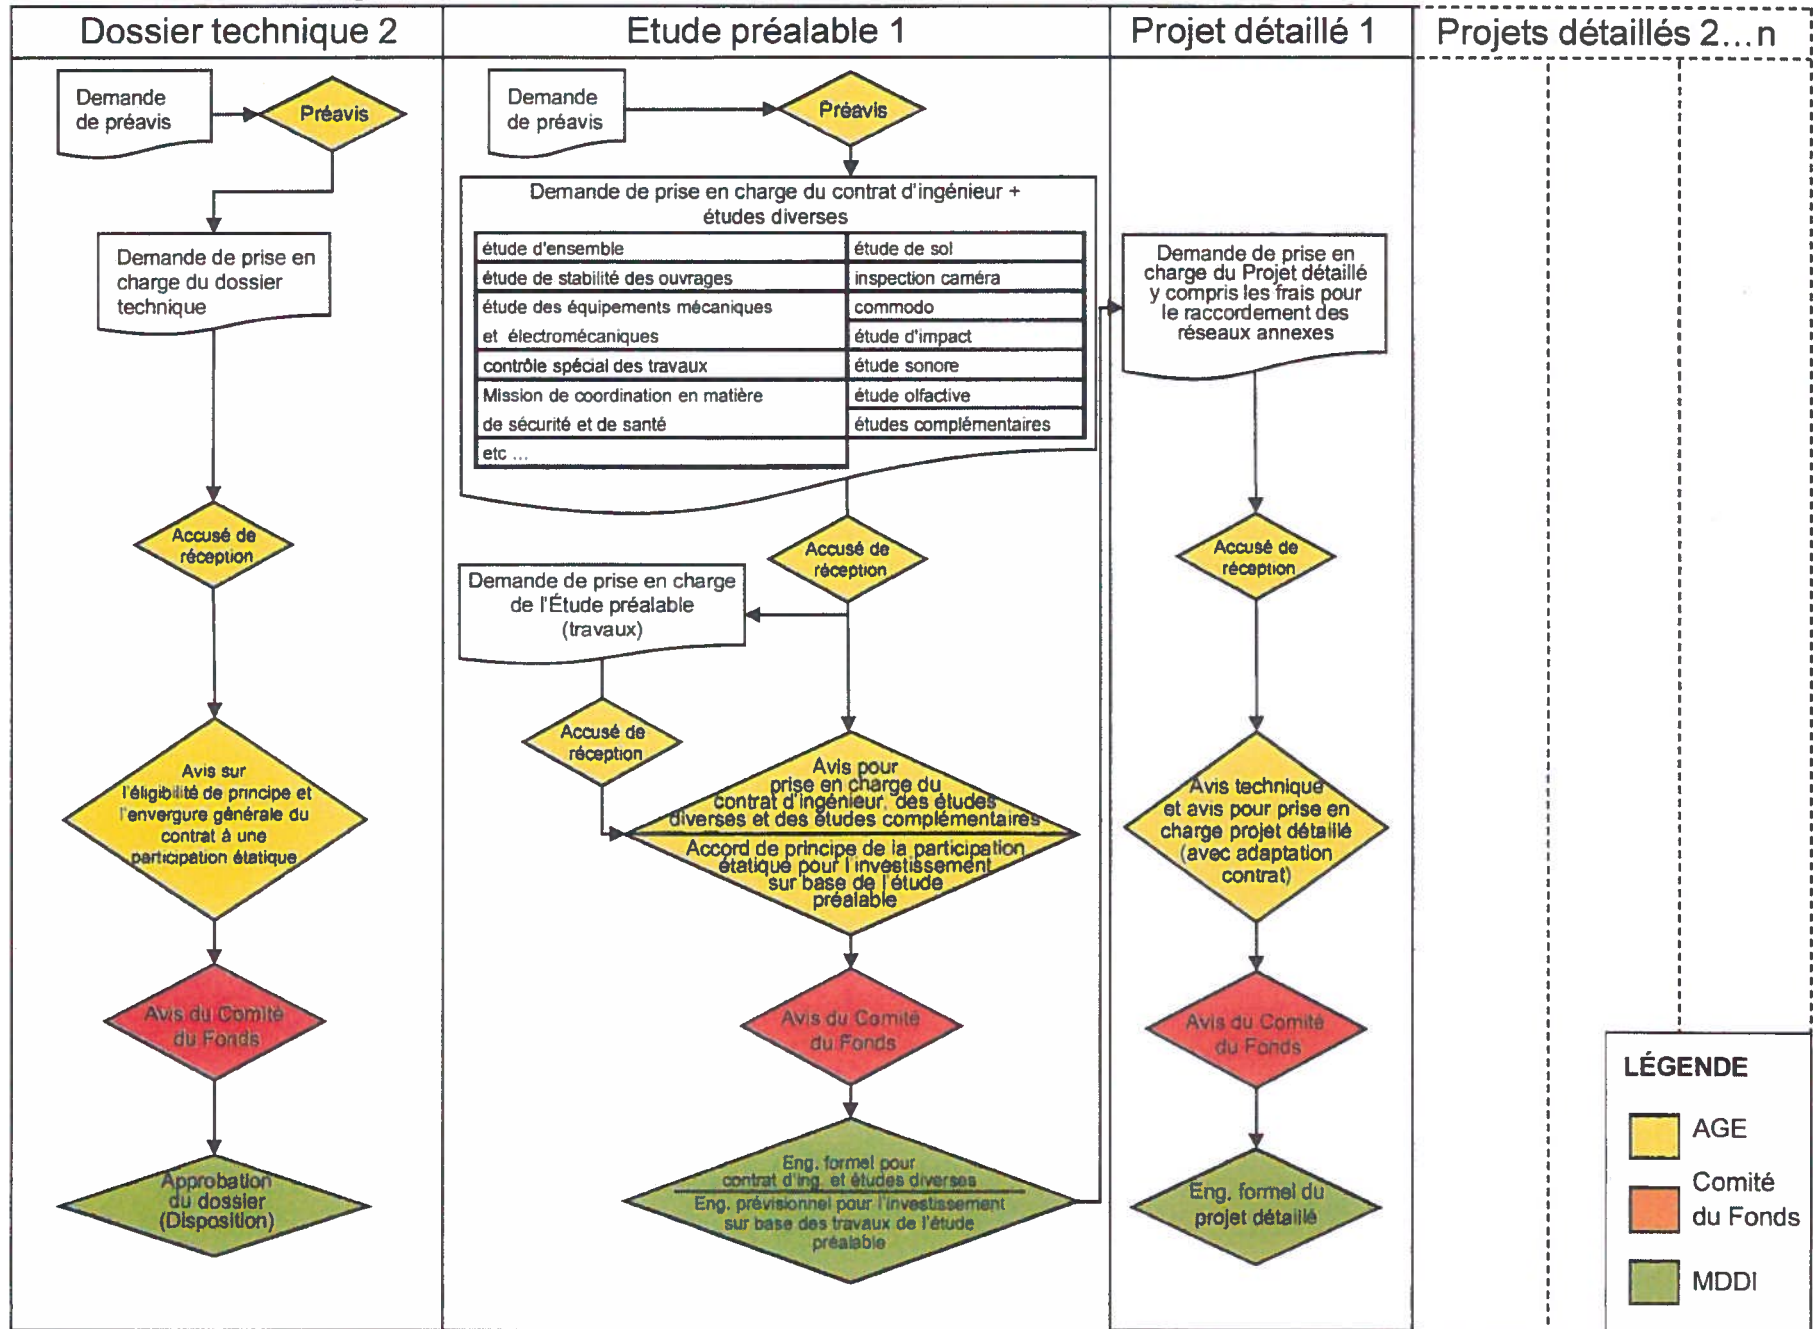 Dossier technique 2
Etude préalable 1
Projet détaillé 1
Projets détaillés 2...n
Demande
de préavis
Préavis
Demande de prise en
charge du dossier
technique
Accusé de
réception
Avis sur
l'éligibilité de principe et
l'envergure générale du
contrat à une
participation étatique
Avis du Comité
du Fonds
Approbation
du dossier
(Disposition)
Demande
de préavis
Préavis
Demande de prise en charge du contrat d'ingénieur +
études diverses
étude d'ensemble
étude de stabilité des ouvrages
étude des équipements mécaniques
et électromécaniques
contrôle spécial des travaux
Mission de coordination en matière
de sécurité et de santé
etc ...
étude de sol
inspection caméra
commodo
étude d'impact
étude sonore
étude olfactive
études complémentaires
Accusé de
réception
Demande de prise en charge
de l'Étude préalable
(travaux)
Accusé de
réception
Avis pour
prise en charge du
contrat d'ingénieur, des études
diverses et des études complémentaires
Accord de principe de la participation
étatique pour l'investissement
sur base de l'étude
préalable
Avis du Comité
du Fonds
Eng. formel pour
contrat d'ing. et études diverses
Eng. prévisionnel pour l'investissement
sur base des travaux de l'étude
préalable
Demande de prise en
charge du Projet détaillé
y compris les frais pour
le raccordement des
réseaux annexes
Accusé de
réception
Avis technique
et avis pour prise en
charge projet détaillé
(avec adaptation
contrat)
Avis du Comité
du Fonds
Eng. formel du
projet détaillé
LÉGENDE
AGE
Comité
du Fonds
MDDI